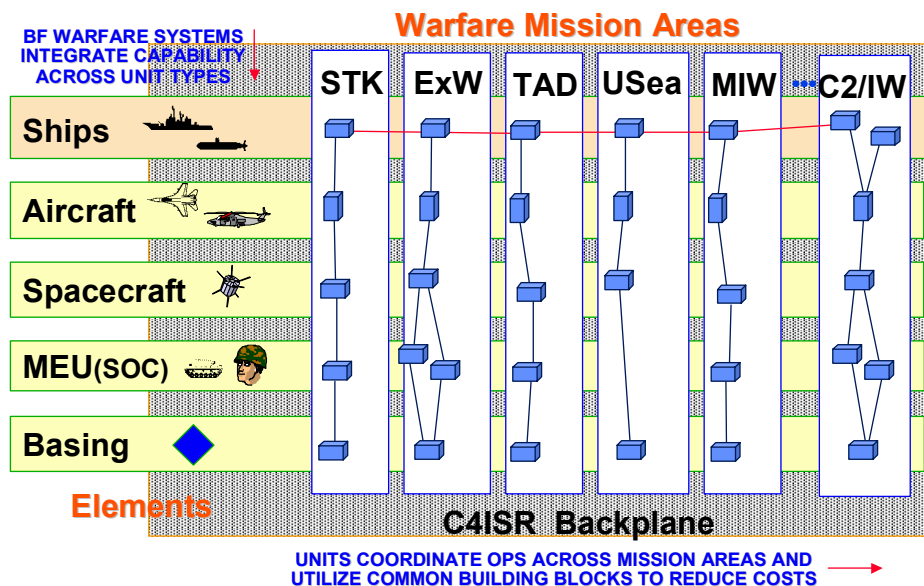 Warfare Mission Areas
BF WARFARE SYSTEMS
INTEGRATE CAPABILITY
ACROSS UNIT TYPES
STK ExW TAD USea MIW ••• C2/IW
Ships
Aircraft
Spacecraft
MEU(SOC)
Basing
Elements
C4ISR Backplane
UNITS COORDINATE OPS ACROSS MISSION AREAS AND
UTILIZE COMMON BUILDING BLOCKS TO REDUCE COSTS